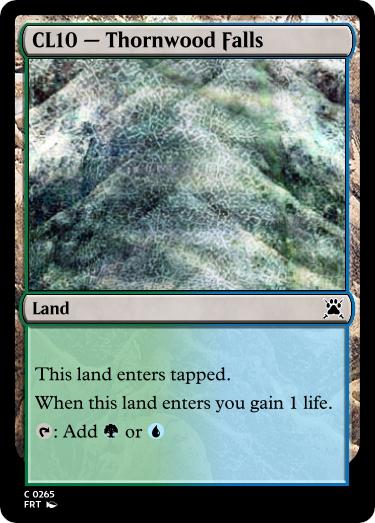 CL10 — Thornwood Falls
Land
This land enters tapped.
When this land enters you gain 1 life.
: Add or
C 0265
FRT